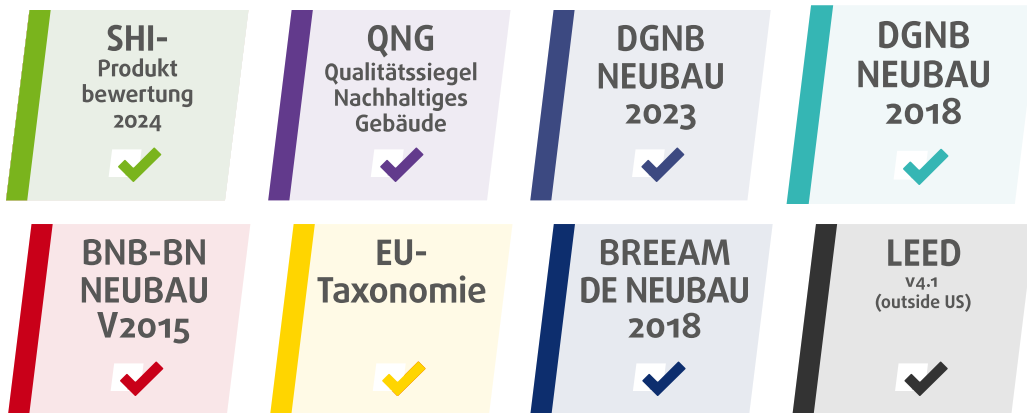 SHI-
Produkt
bewertung
2024
QNG
Qualitätssiegel
Nachhaltiges
Gebäude
DGNB
NEUBAU
2023
DGNB
NEUBAU
2018
BNB-BN
NEUBAU
V2015
EU-
Taxonomie
BREEAM
DE NEUBAU
2018
LEED
v4.1
(outside US)